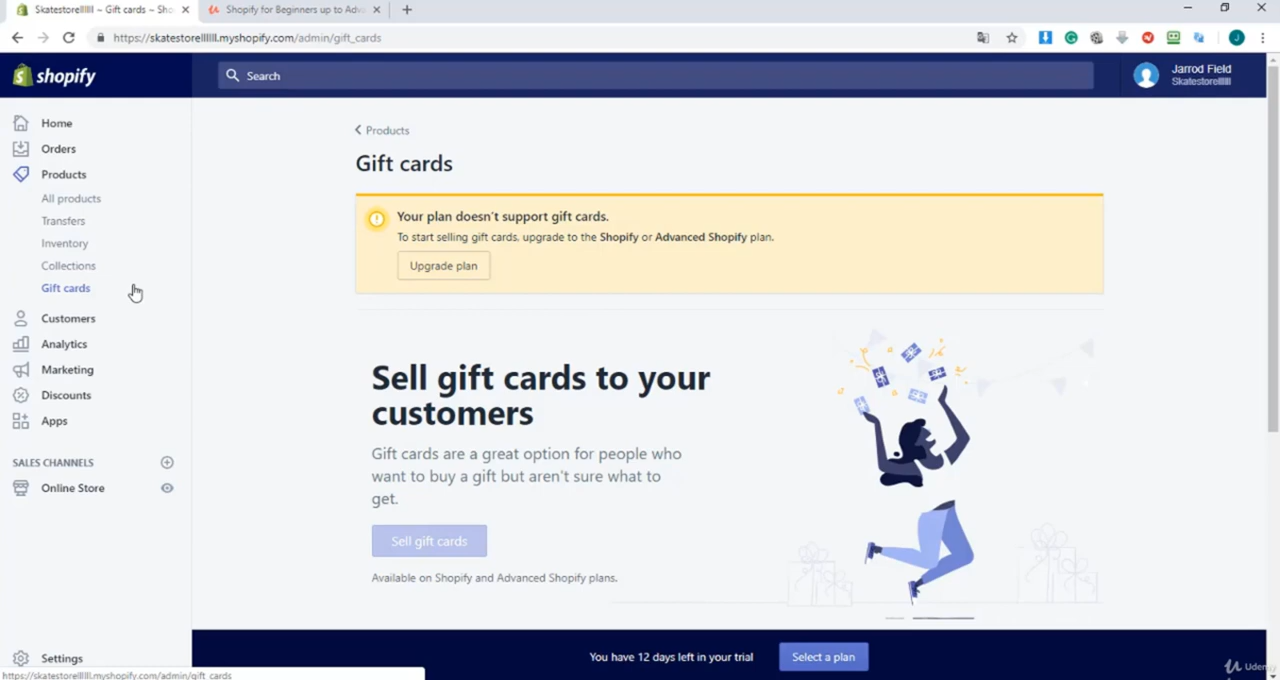 Skatestorellllll ~ Gift cards ~ Sho
Shopify for Beginners up to Adva
https://skatestorellllll.myshopify.com/admin/gift_cards
J
shopify
Search
Jarrod Field
Skatestorellllll
Home
Orders
Products
All products
Transfers
Inventory
Collections
Gift cards
Customers
Analytics
Marketing
Discounts
Apps
SALES CHANNELS
Online Store
Settings
Products
Gift cards
Your plan doesn't support gift cards.
To start selling gift cards, upgrade to the Shopify or Advanced Shopify plan.
Upgrade plan
Sell gift cards to your
customers
Gift cards are a great option for people who
want to buy a gift but aren't sure what to
get.
Sell gift cards
Available on Shopify and Advanced Shopify plans.
You have 12 days left in your trial
Select a plan
https://skatestorellllll.myshopify.com/admin/gift_cards
Udemy